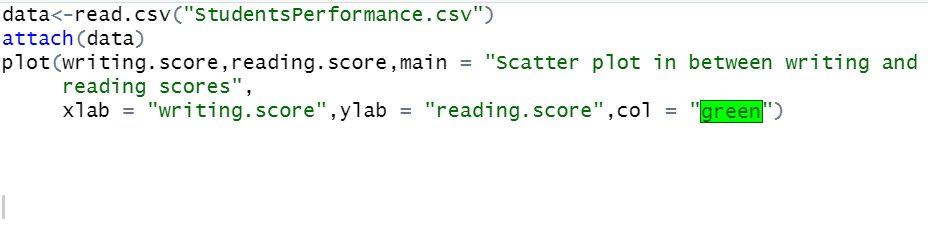 data<-read.csv("StudentsPerformance.csv")
attach(data)
plot(writing.score,reading.score,main = "Scatter plot in between writing and
reading scores",
xlab = "writing.score",ylab = "reading.score",col = "green")